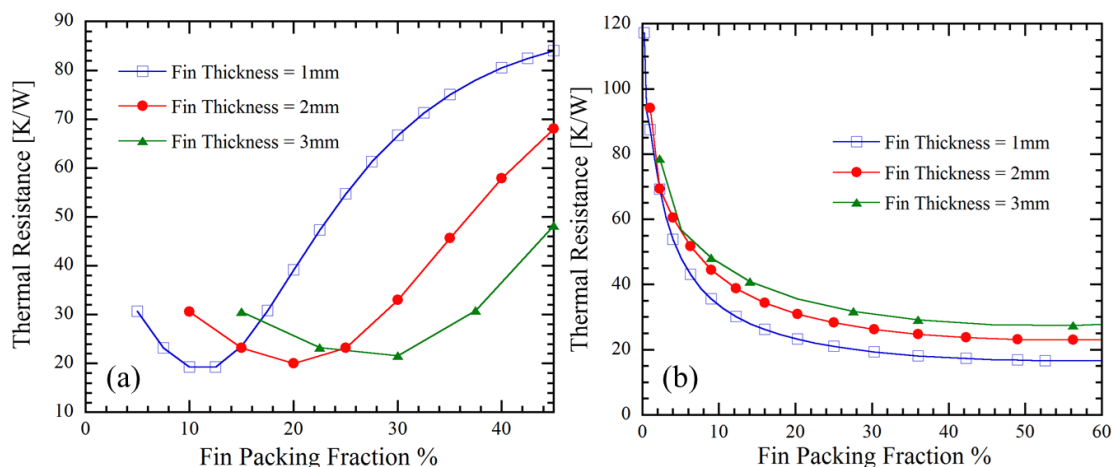 Thermal Resistance [K/W]
90
80
70
60
50
40
30
20
10
Fin Thickness = 1mm
Fin Thickness = 2mm
Fin Thickness = 3mm
(a)
0 10 20 30 40
Fin Packing Fraction %
Thermal Resistance [K/W]
120
100
80
60
40
20
0
Fin Thickness = 1mm
Fin Thickness = 2mm
Fin Thickness = 3mm
(b)
0 10 20 30 40 50 60
Fin Packing Fraction %